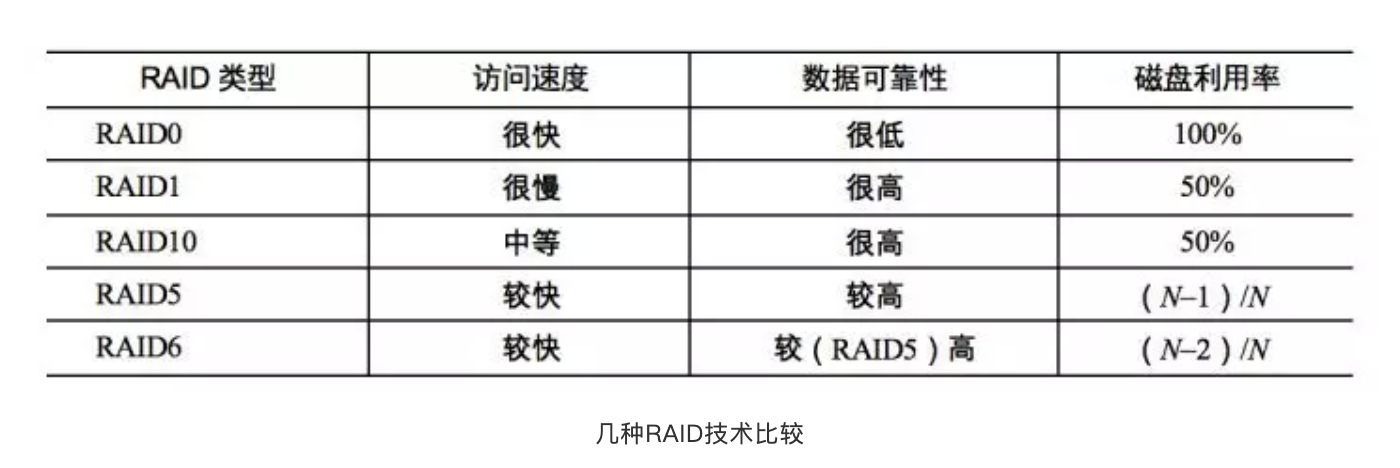 RAID 类型 访问速度 数据可靠性 磁盘利用率
RAID0 很快 很低 100%
RAID1 很慢 很高 50%
RAID10 中等 很高 50%
RAID5 较快 较高 (N–1)/N
RAID6 较快 较(RAID5)高 (N–2)/N
几种RAID技术比较